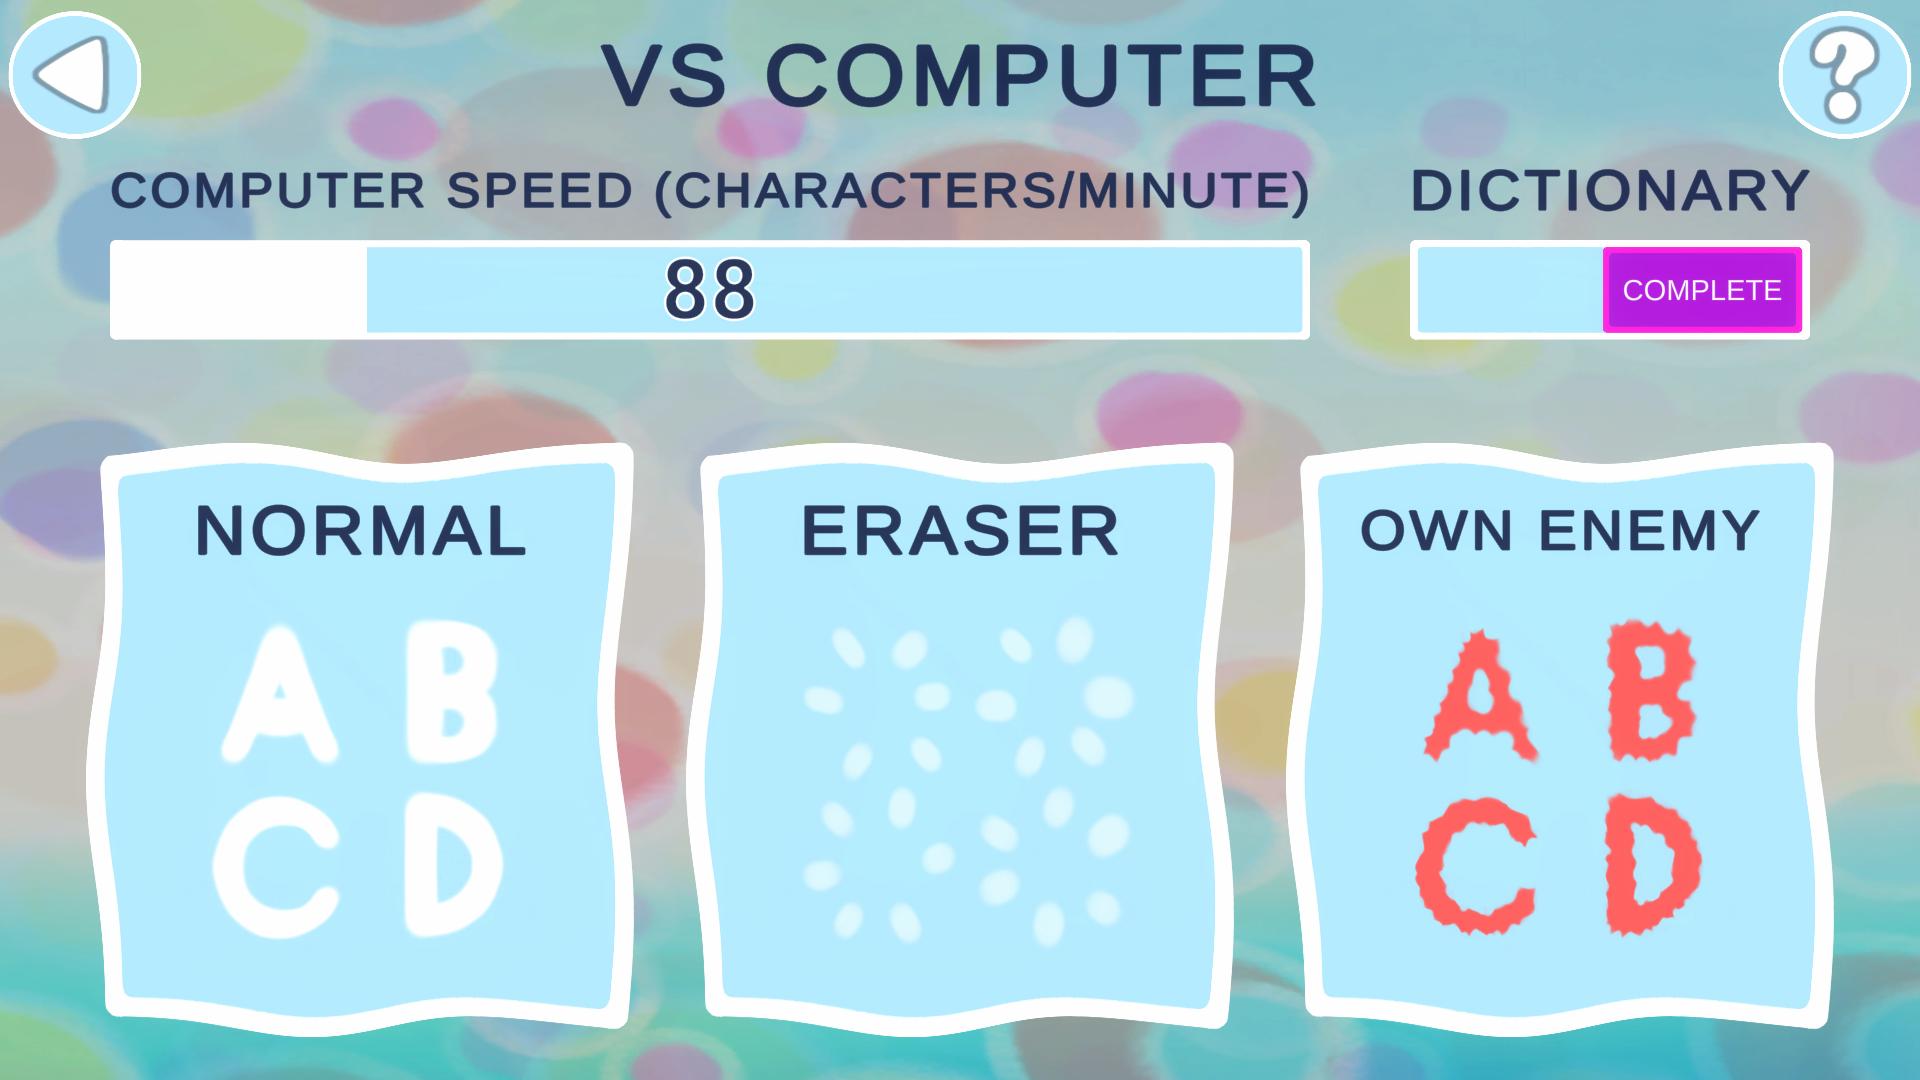 VS COMPUTER
?
COMPUTER SPEED (CHARACTERS/MINUTE)
DICTIONARY
88
COMPLETE
NORMAL
ERASER
OWN ENEMY
A B
C D
A B
C D